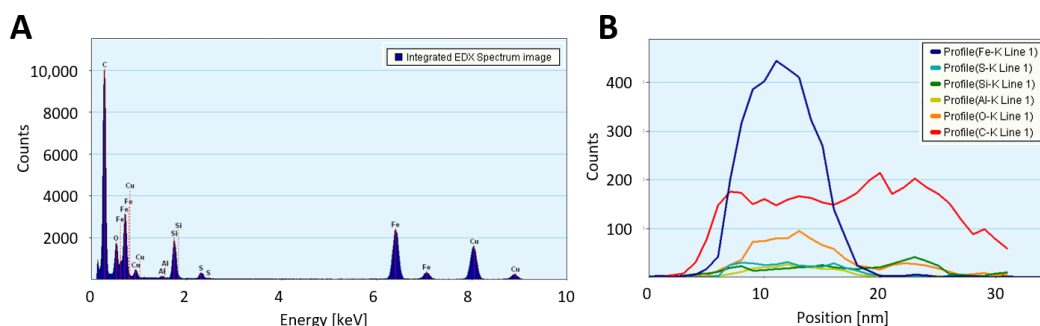 A
Integrated EDX Spectrum image
10,000
8000
6000
4000
2000
Counts
C
O
Fe
Fe
Fe
Cu
Cu
Cu
Al
Al
Si
Si
S
S
Fe
Fe
Cu
Cu
0
2
4
6
8
10
Energy [keV]
B
Profile(Fe-K Line 1)
Profile(S-K Line 1)
Profile(Si-K Line 1)
Profile(Al-K Line 1)
Profile(O-K Line 1)
Profile(C-K Line 1)
400
300
200
100
Counts
0
10
20
30
Position [nm]